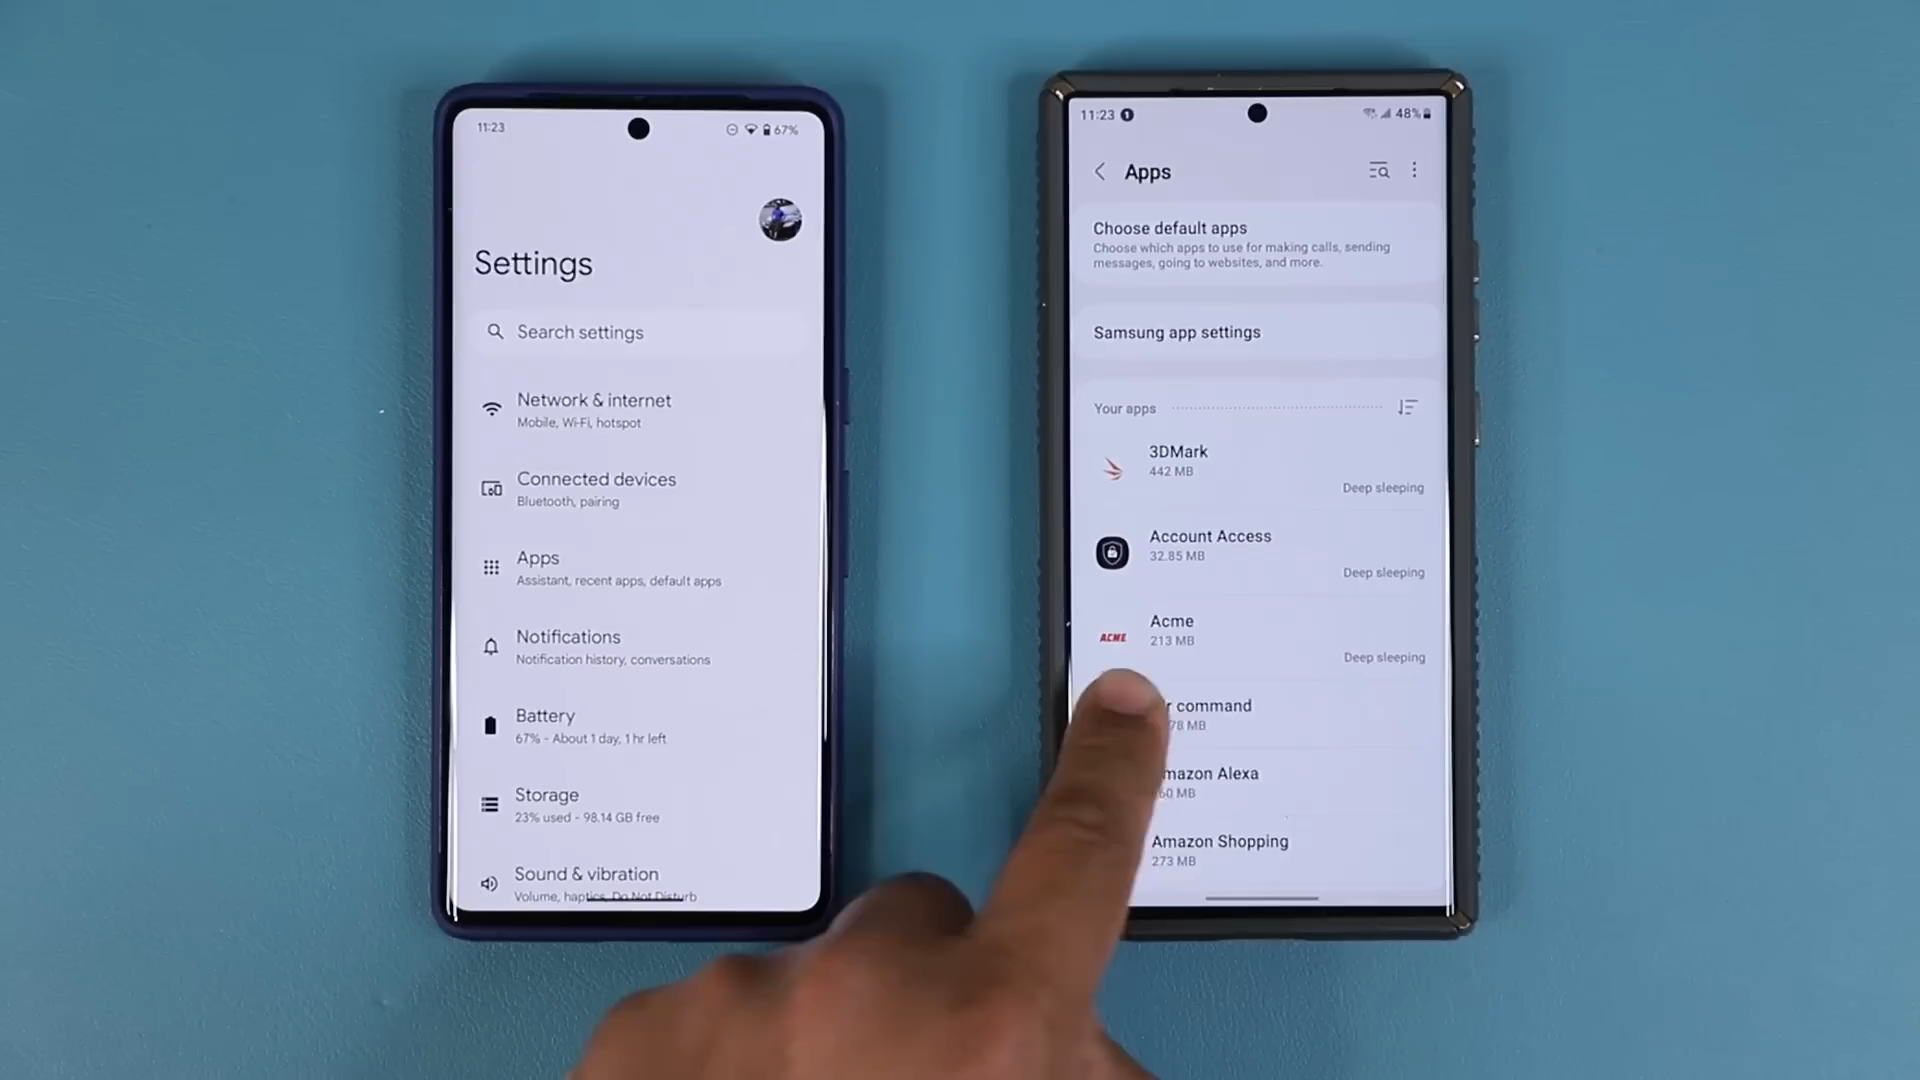 11:23
67%
Settings
Search settings
Network & internet
Mobile, Wi-Fi, hotspot
Connected devices
Bluetooth, pairing
Apps
Assistant, recent apps, default apps
Notifications
Notification history, conversations
Battery
67% - About 1 day, 1 hr left
Storage
23% used - 98.14 GB free
Sound & vibration
Volume, haptics, Do Not Disturb
11:23
48%
Apps
Choose default apps
Choose which apps to use for making calls, sending
messages, going to websites, and more.
Samsung app settings
Your apps
3DMark
442 MB
Deep sleeping
Account Access
32.85 MB
Deep sleeping
ACME
Acme
213 MB
Deep sleeping
command
MB
Alexa
MB
Amazon Shopping
273 MB